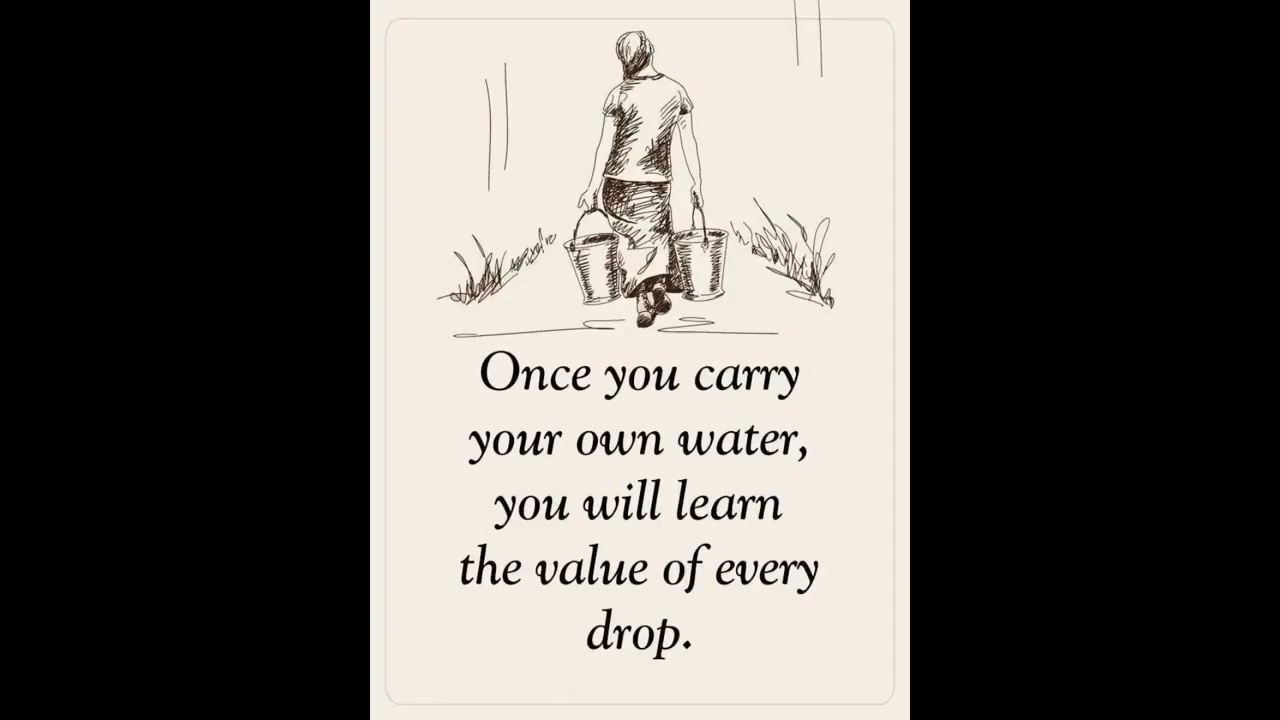 Once you carry
your own water,
you will learn
the value of every
drop.